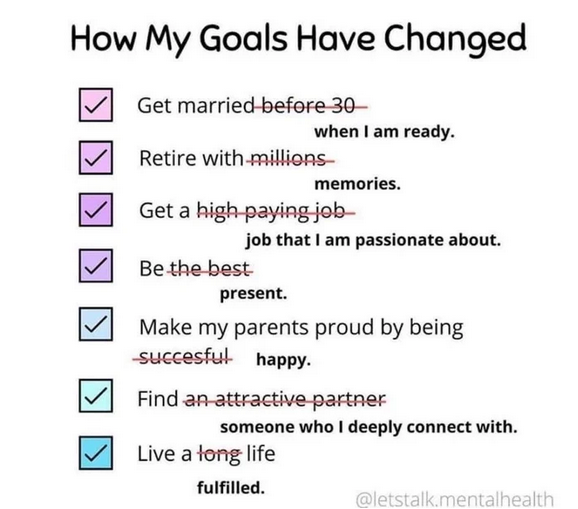 How My Goals Have Changed
Get married before 30
when I am ready.
Retire with millions
memories.
Get a high paying job
job that I am passionate about.
Be the best
present.
Make my parents proud by being
succesful happy.
Find an attractive partner
someone who I deeply connect with.
Live a long life
fulfilled.
@letstalk.mentalhealth